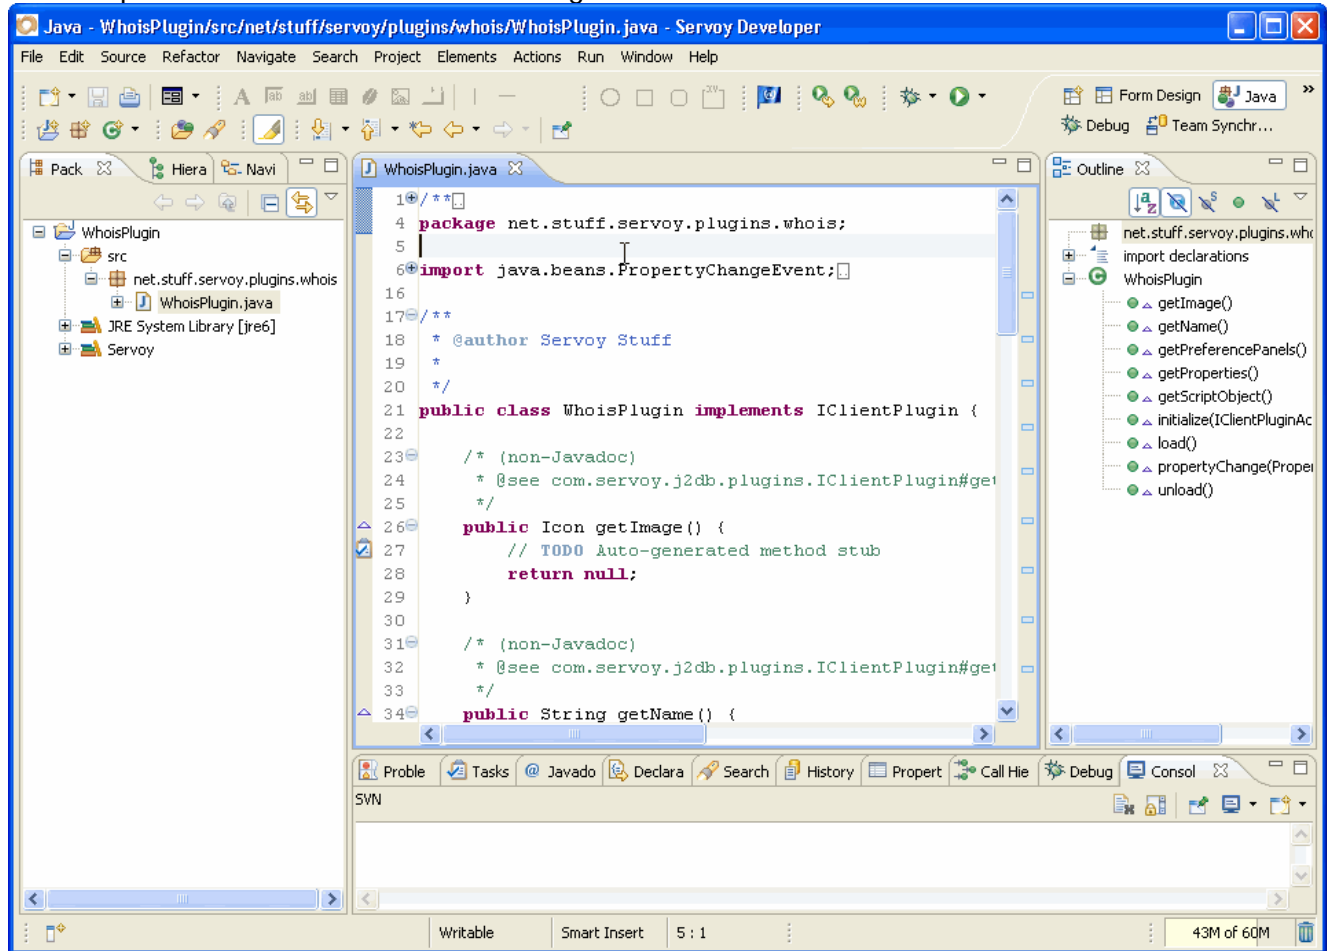 Java - WhoisPlugin/src/net/stuff/servoy/plugins/whois/WhoisPlugin.java - Servoy Developer
File Edit Source Refactor Navigate Search Project Elements Actions Run Window Help
Form Design Java »
Debug Team Synchr...
Pack Hiera Navi
WhoisPlugin
src
net.stuff.servoy.plugins.whois
WhoisPlugin.java
JRE System Library [jre6]
Servoy
WhoisPlugin.java
1 /**
4 package net.stuff.servoy.plugins.whois;
5
6 import java.beans.PropertyChangeEvent;
16
17 /**
18 * @author Servoy Stuff
19 *
20 */
21 public class WhoisPlugin implements IClientPlugin {
22
23 /* (non-Javadoc)
24 * @see com.servoy.j2db.plugins.IClientPlugin#get
25 */
26 public Icon getImage() {
27 // TODO Auto-generated method stub
28 return null;
29 }
30
31 /* (non-Javadoc)
32 * @see com.servoy.j2db.plugins.IClientPlugin#get
33 */
34 public String getName() {
Outline
net.stuff.servoy.plugins.who
import declarations
WhoisPlugin
getImage()
getName()
getPreferencePanels()
getProperties()
getScriptObject()
initialize(IClientPluginAc
load()
propertyChange(Proper
unload()
Proble Tasks Javado Declara Search History Propert Call Hie Debug Consol
SVN
Writable Smart Insert 5 : 1 43M of 60M